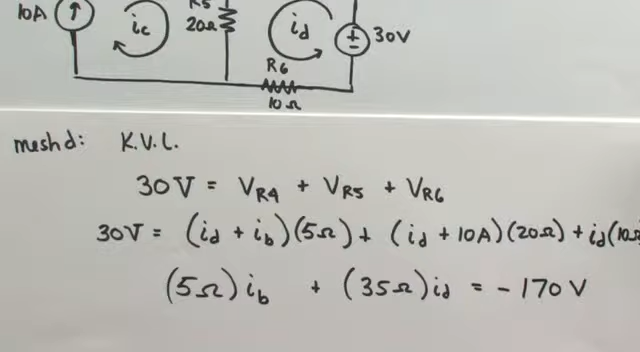 10A
ic
R5
20Ω
id
30V
R6
10Ω
mesh d: K.V.L.
30V = VR4 + VR5 + VR6
30V = (id + ib)(5Ω) + (id + 10A)(20Ω) + id(10Ω
(5Ω)ib + (35Ω)id = -170V